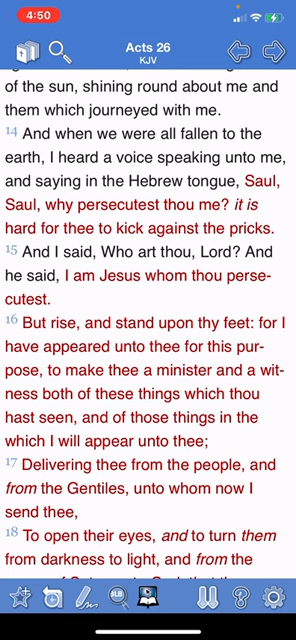 4:50
Acts 26
KJV
of the sun, shining round about me and
them which journeyed with me.
14 And when we were all fallen to the
earth, I heard a voice speaking unto me,
and saying in the Hebrew tongue, Saul,
Saul, why persecutest thou me? it is
hard for thee to kick against the pricks.
15 And I said, Who art thou, Lord? And
he said, I am Jesus whom thou perse-
cutest.
16 But rise, and stand upon thy feet: for I
have appeared unto thee for this pur-
pose, to make thee a minister and a wit-
ness both of these things which thou
hast seen, and of those things in the
which I will appear unto thee;
17 Delivering thee from the people, and
from the Gentiles, unto whom now I
send thee,
18 To open their eyes, and to turn them
from darkness to light, and from the
BLB